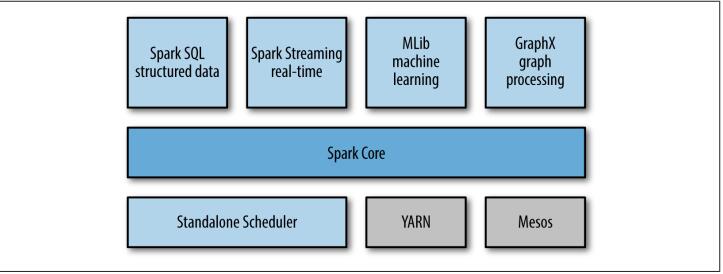 Spark SQL
structured data
Spark Streaming
real-time
MLib
machine
learning
GraphX
graph
processing
Spark Core
Standalone Scheduler
YARN
Mesos